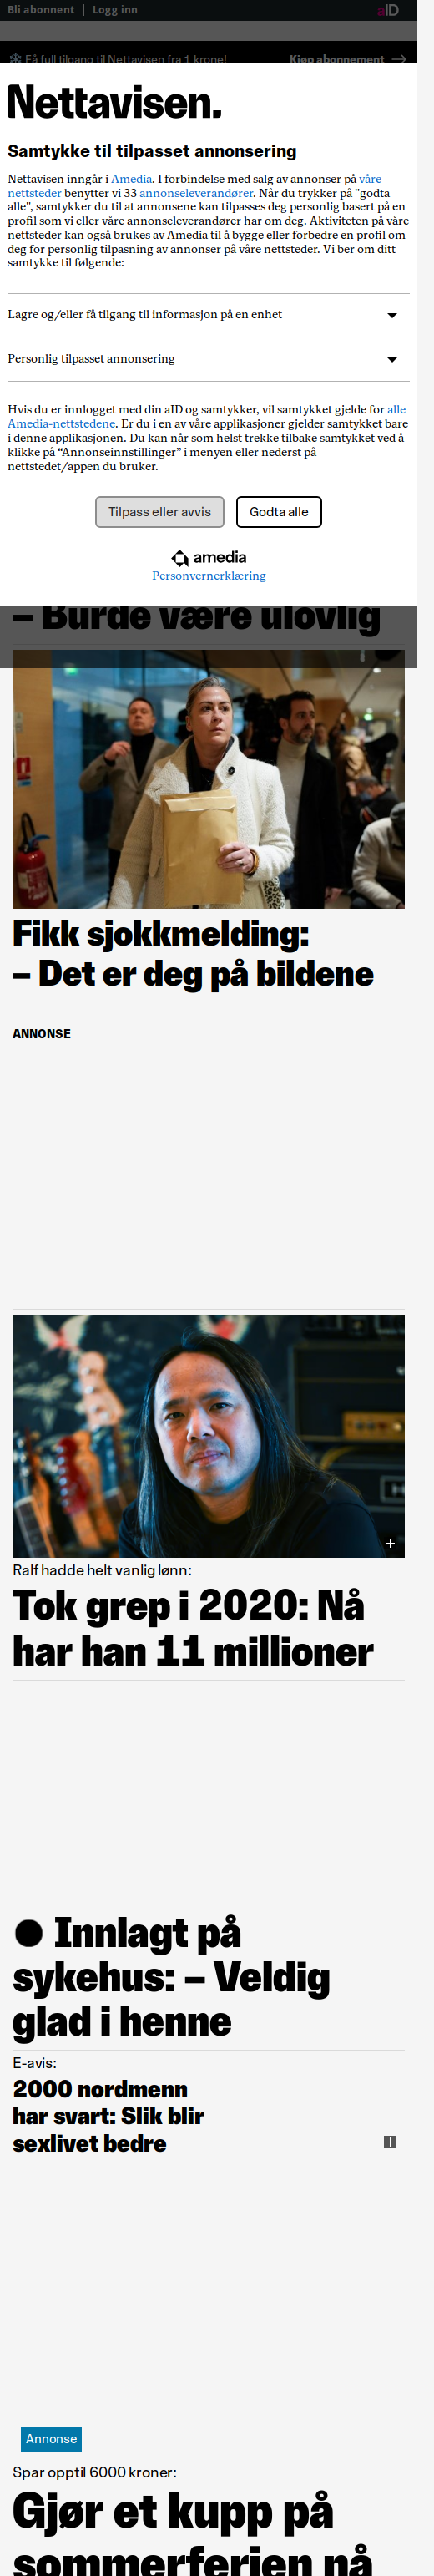 Bli abonnent | Logg inn aID
Få full tilgang til Nettavisen fra 1 krone! Kjøp abonnement
Nettavisen.
Samtykke til tilpasset annonsering
Nettavisen inngår i Amedia. I forbindelse med salg av annonser på våre
nettsteder benytter vi 33 annonseleverandører. Når du trykker på "godta
alle", samtykker du til at annonsene kan tilpasses deg personlig basert på en
profil som vi eller våre annonseleverandører har om deg. Aktiviteten på våre
nettsteder kan også brukes av Amedia til å bygge eller forbedre en profil om
deg for personlig tilpasning av annonser på våre nettsteder. Vi ber om ditt
samtykke til følgende:
Lagre og/eller få tilgang til informasjon på en enhet
Personlig tilpasset annonsering
Hvis du er innlogget med din aID og samtykker, vil samtykket gjelde for alle
Amedia-nettstedene. Er du i en av våre applikasjoner gjelder samtykket bare
i denne applikasjonen. Du kan når som helst trekke tilbake samtykket ved å
klikke på “Annonseinnstillinger” i menyen eller nederst på
nettstedet/appen du bruker.
Tilpass eller avvis Godta alle
amedia
Personvernerklæring
– Burde være ulovlig
Fikk sjokkmelding:
– Det er deg på bildene
ANNONSE
Ralf hadde helt vanlig lønn:
Tok grep i 2020: Nå
har han 11 millioner
Innlagt på
sykehus: – Veldig
glad i henne
E-avis:
2000 nordmenn
har svart: Slik blir
sexlivet bedre
Annonse
Spar opptil 6000 kroner:
Gjør et kupp på
sommerferien nå